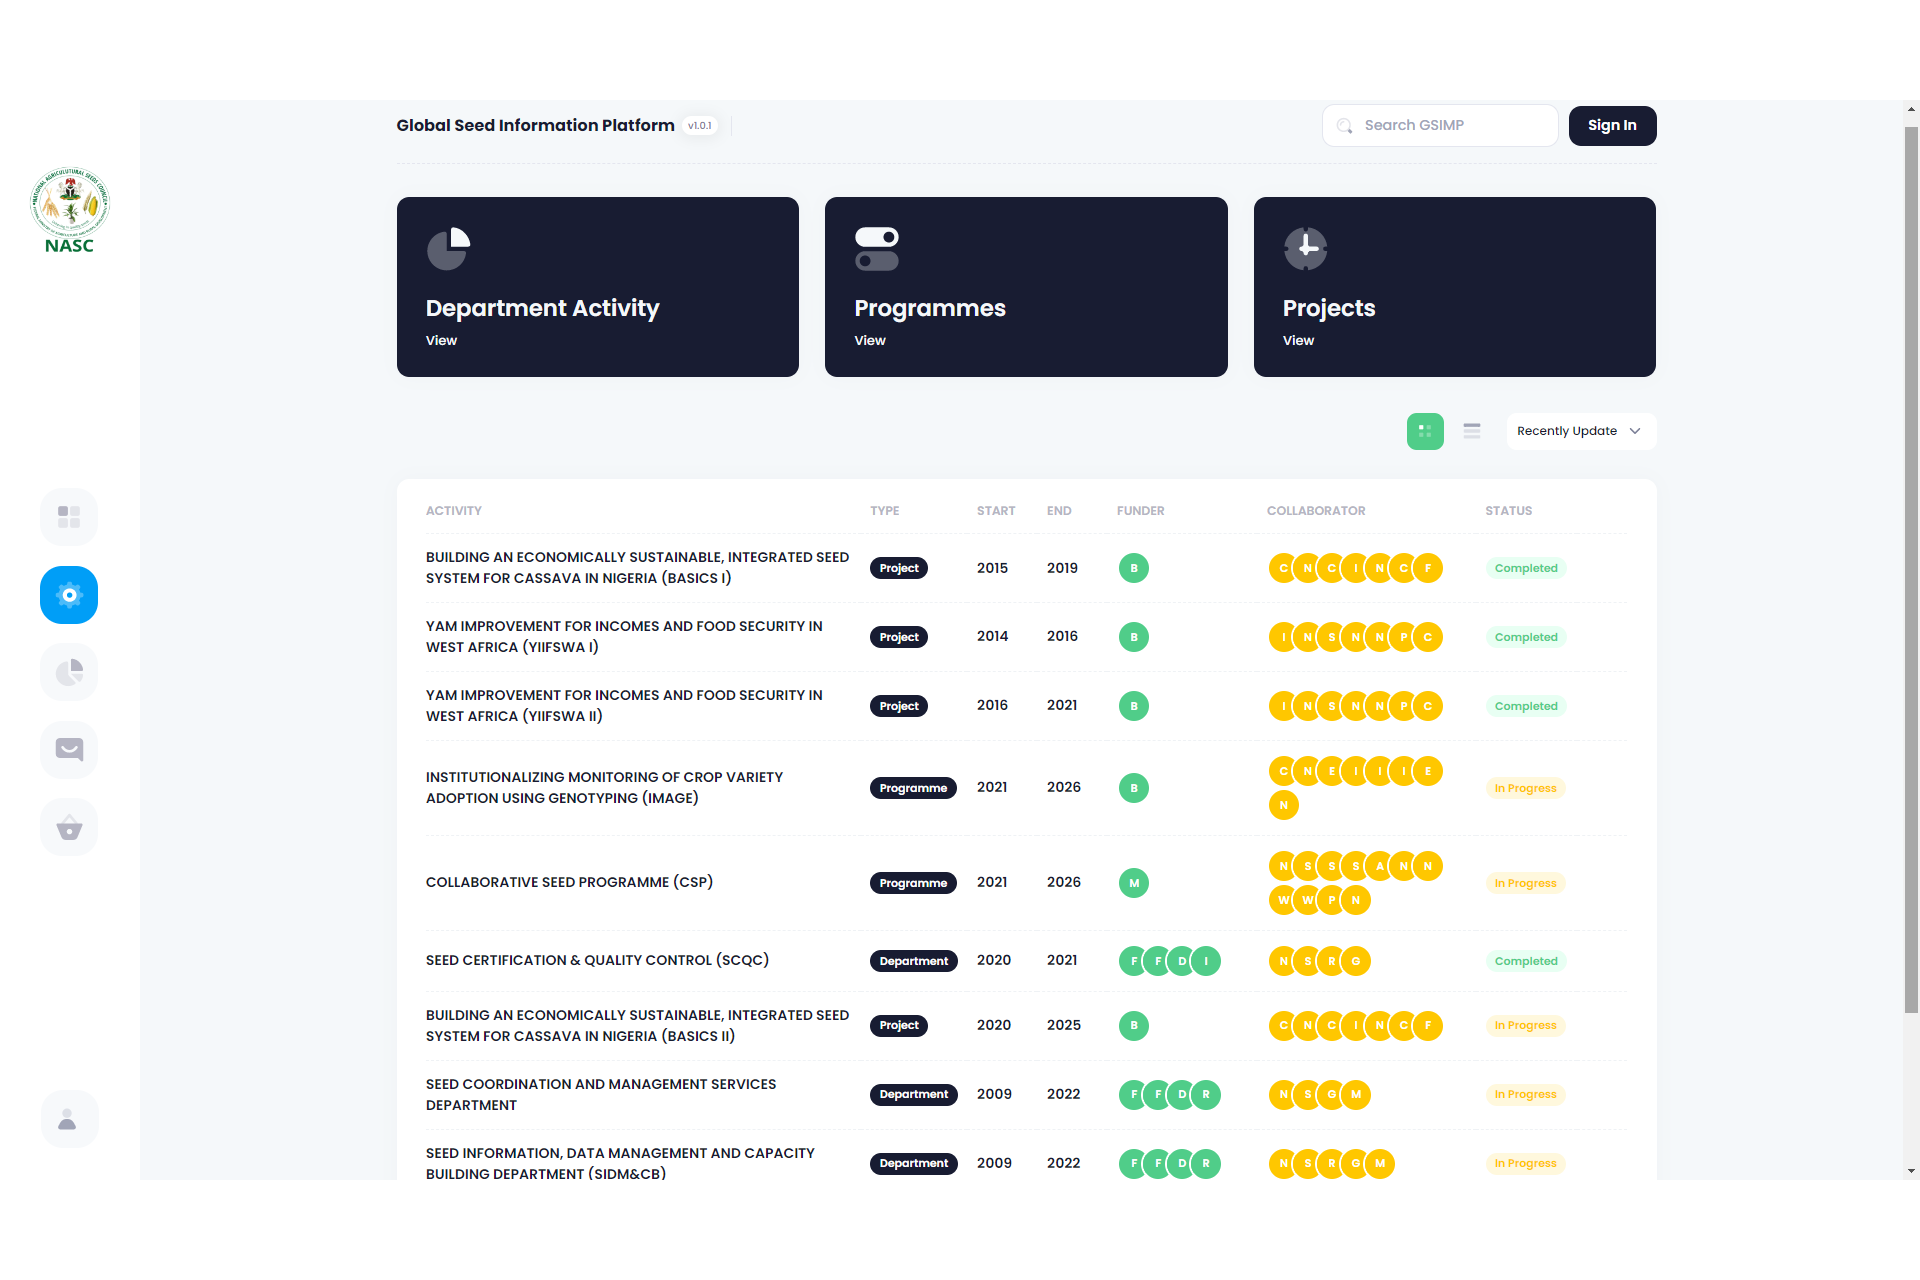 Global Seed Information Platform v1.0.1
Search GSIMP
Sign In
NATIONAL AGRICULUTURAL SEEDS COUNCIL
NASC
Department Activity
View
Programmes
View
Projects
View
Recently Update
ACTIVITY TYPE START END FUNDER COLLABORATOR STATUS
BUILDING AN ECONOMICALLY SUSTAINABLE, INTEGRATED SEED
SYSTEM FOR CASSAVA IN NIGERIA (BASICS I)
Project 2015 2019 B C N C I N C F Completed
YAM IMPROVEMENT FOR INCOMES AND FOOD SECURITY IN
WEST AFRICA (YIIFSWA I)
Project 2014 2016 B I N S N N P C Completed
YAM IMPROVEMENT FOR INCOMES AND FOOD SECURITY IN
WEST AFRICA (YIIFSWA II)
Project 2016 2021 B I N S N N P C Completed
INSTITUTIONALIZING MONITORING OF CROP VARIETY
ADOPTION USING GENOTYPING (IMAGE)
Programme 2021 2026 B C N E I I I E
N
In Progress
COLLABORATIVE SEED PROGRAMME (CSP)
Programme 2021 2026 M N S S S A N N
W W P N
In Progress
SEED CERTIFICATION & QUALITY CONTROL (SCQC)
Department 2020 2021 F F D I N S R G Completed
BUILDING AN ECONOMICALLY SUSTAINABLE, INTEGRATED SEED
SYSTEM FOR CASSAVA IN NIGERIA (BASICS II)
Project 2020 2025 B C N C I N C F In Progress
SEED COORDINATION AND MANAGEMENT SERVICES
DEPARTMENT
Department 2009 2022 F F D R N S G M In Progress
SEED INFORMATION, DATA MANAGEMENT AND CAPACITY
BUILDING DEPARTMENT (SIDM&CB)
Department 2009 2022 F F D R N S R G M In Progress